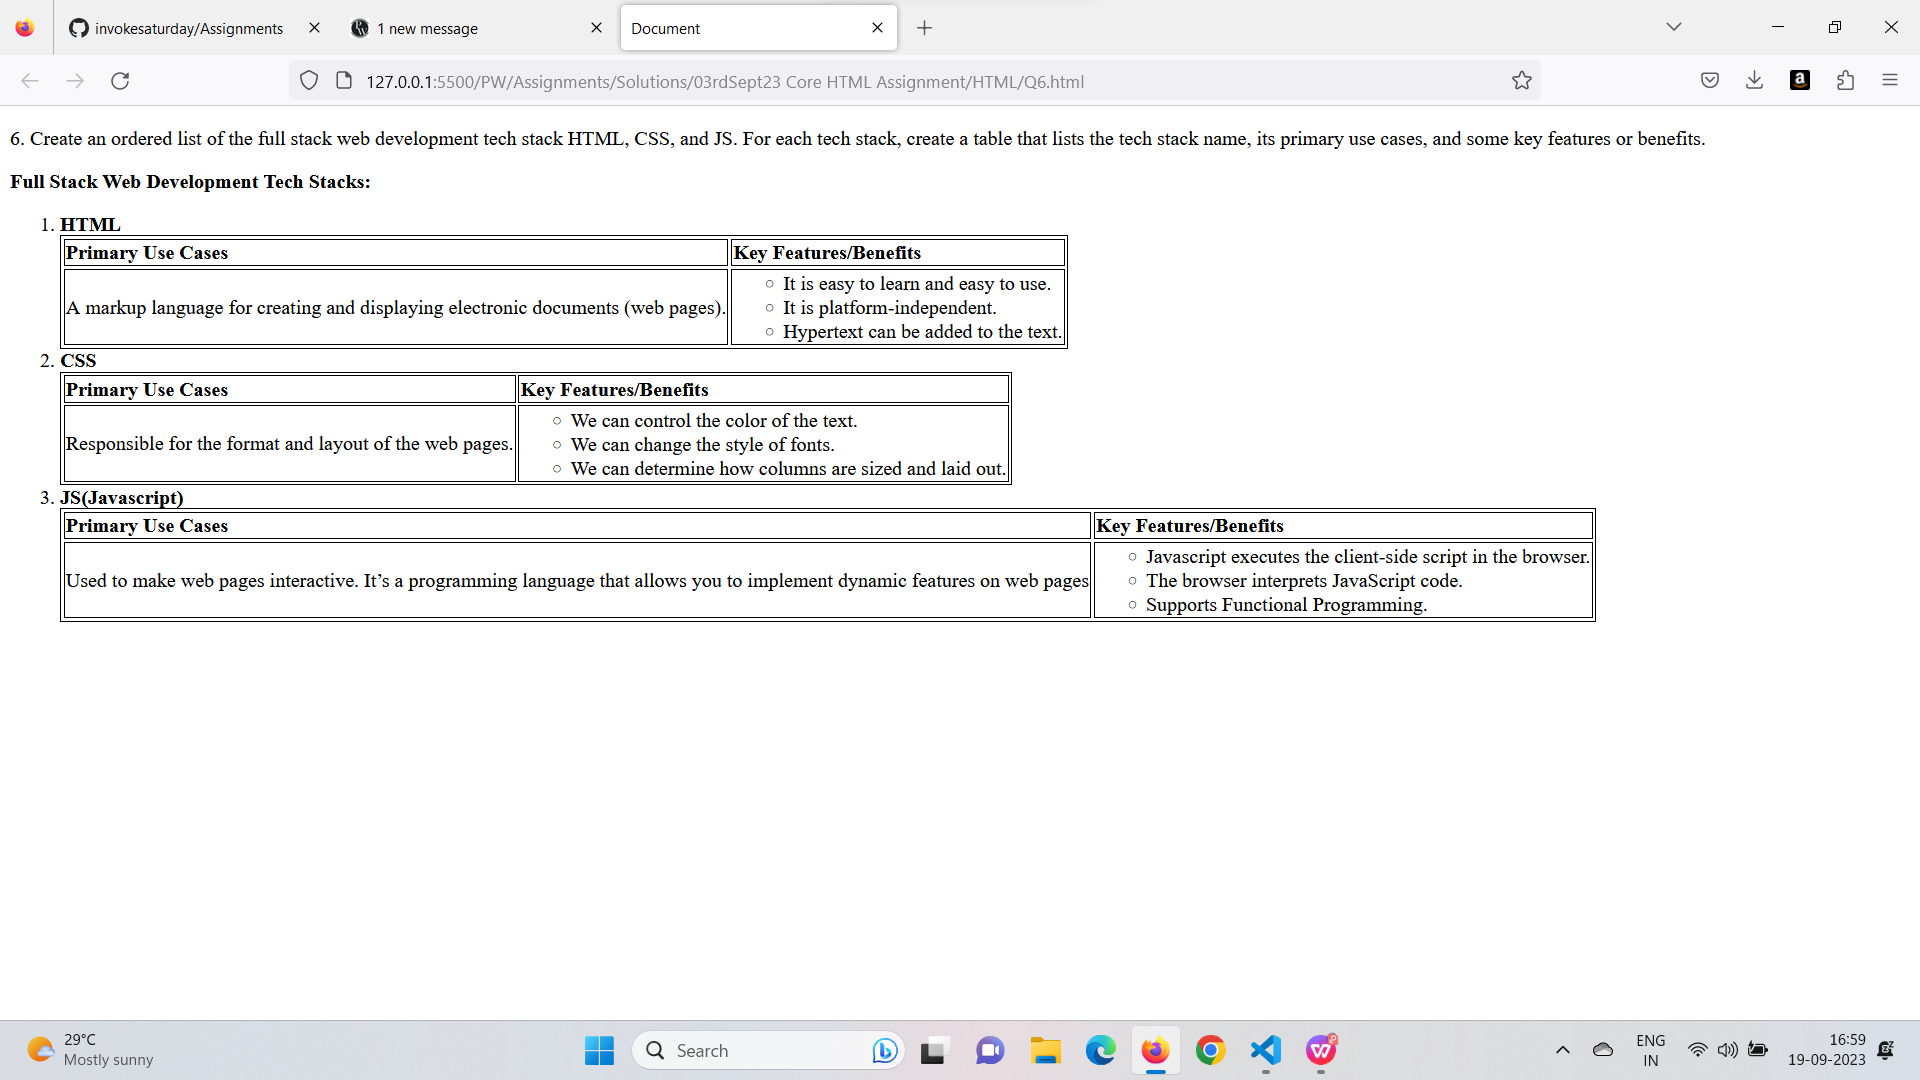 invokesaturday/Assignments
1 new message
Document
127.0.0.1:5500/PW/Assignments/Solutions/03rdSept23 Core HTML Assignment/HTML/Q6.html
6. Create an ordered list of the full stack web development tech stack HTML, CSS, and JS. For each tech stack, create a table that lists the tech stack name, its primary use cases, and some key features or benefits.
Full Stack Web Development Tech Stacks:
1. HTML
Primary Use Cases Key Features/Benefits
A markup language for creating and displaying electronic documents (web pages).
It is easy to learn and easy to use.
It is platform-independent.
Hypertext can be added to the text.
2. CSS
Primary Use Cases Key Features/Benefits
Responsible for the format and layout of the web pages.
We can control the color of the text.
We can change the style of fonts.
We can determine how columns are sized and laid out.
3. JS(Javascript)
Primary Use Cases Key Features/Benefits
Used to make web pages interactive. It’s a programming language that allows you to implement dynamic features on web pages
Javascript executes the client-side script in the browser.
The browser interprets JavaScript code.
Supports Functional Programming.
29°C
Mostly sunny
Search
ENG
IN
16:59
19-09-2023